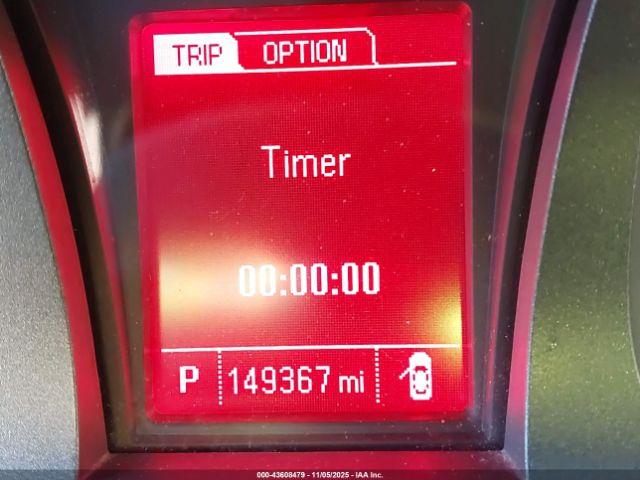 TRIP OPTION
Timer
00:00:00
P 149367 mi
000-43608479 - 11/05/2025 - IAA Inc.